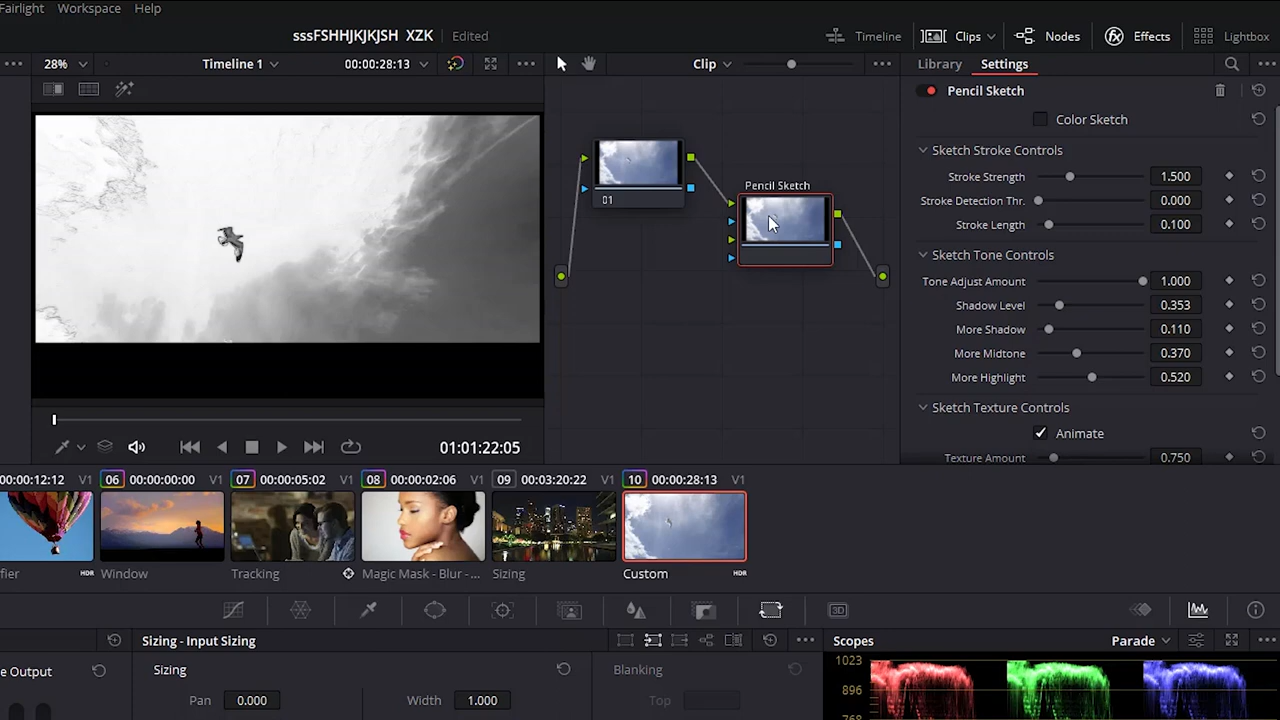 Fairlight Workspace Help
sssFSHHJKJKJSH XZK Edited
Timeline Clips Nodes Effects Lightbox
28% Timeline 1 00:00:28:13 Clip Library Settings
Pencil Sketch
Color Sketch
Sketch Stroke Controls
Stroke Strength 1.500
Stroke Detection Thr. 0.000
Stroke Length 0.100
Sketch Tone Controls
Tone Adjust Amount 1.000
Shadow Level 0.353
More Shadow 0.110
More Midtone 0.370
More Highlight 0.520
Sketch Texture Controls
Animate
Texture Amount 0.750
01
Pencil Sketch
01:01:22:05
00:00:12:12 V1 06 00:00:00:00 V1 07 00:00:05:02 V1 08 00:00:02:06 V1 09 00:03:20:22 V1 10 00:00:28:13 V1
fier HDR Window Tracking Magic Mask - Blur -... Sizing Custom HDR
3D
Sizing - Input Sizing
Scopes Parade
e Output Sizing Blanking
Pan 0.000 Width 1.000 Top
1023
896
768